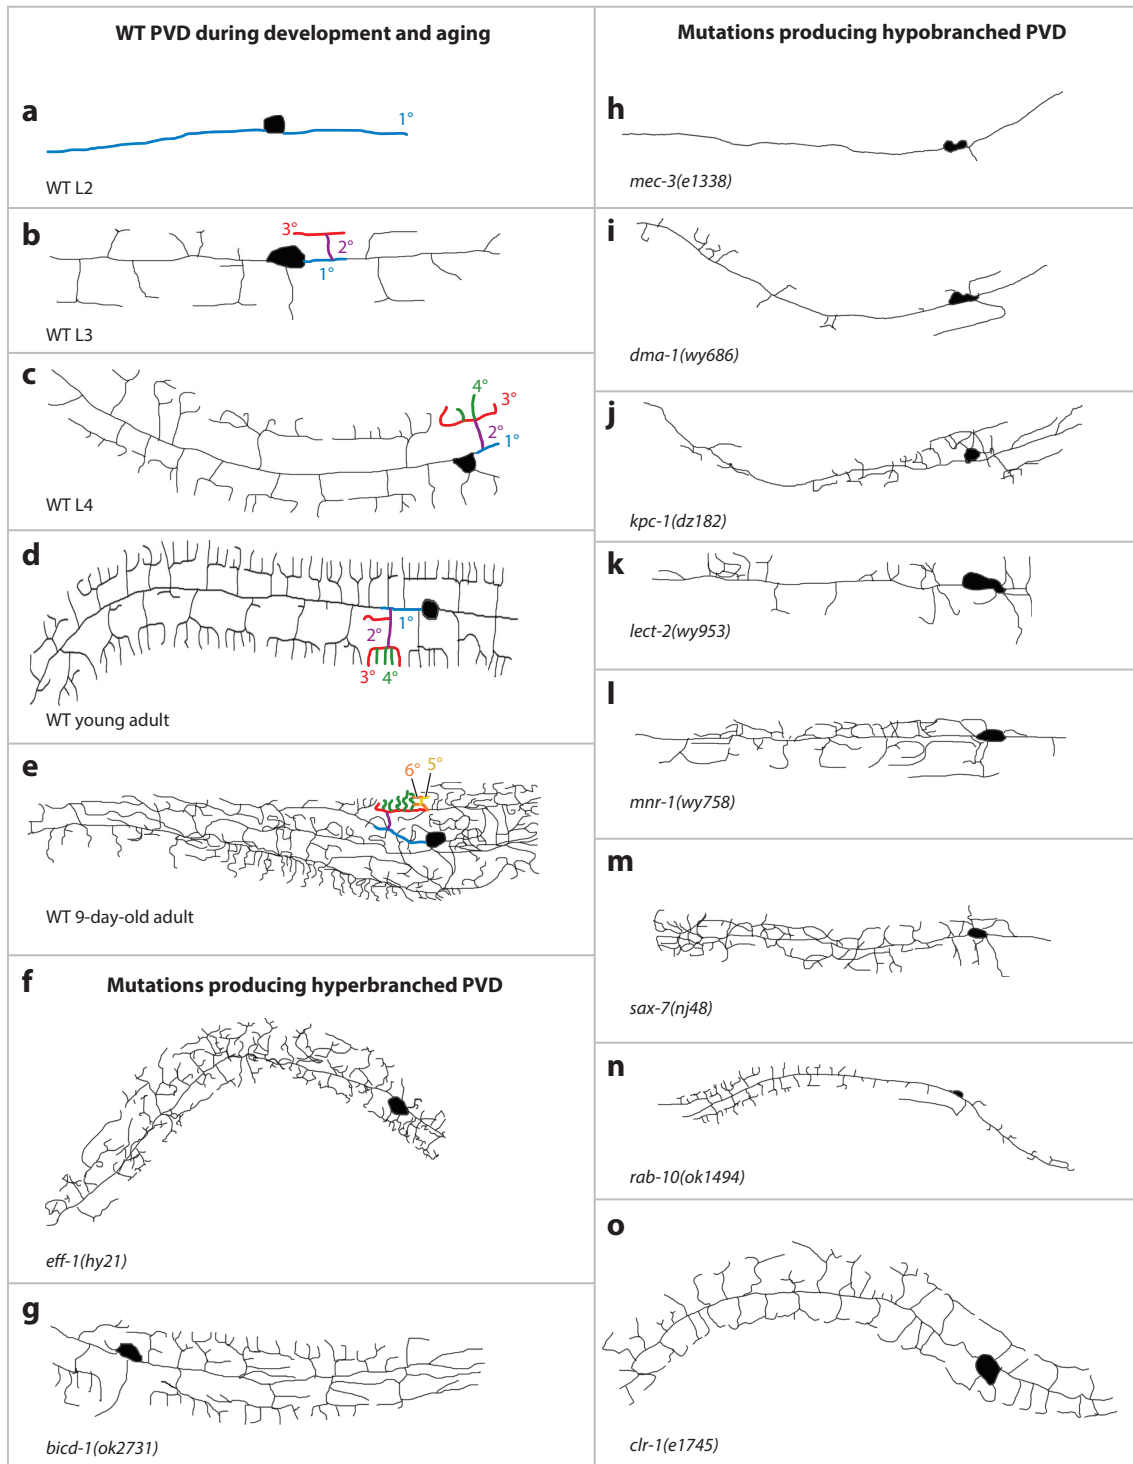 WT PVD during development and aging
a
1°
WT L2
b
3°
2°
1°
WT L3
c
4°
3°
2°
1°
WT L4
d
1°
2°
3° 4°
WT young adult
e
6° 5°
WT 9-day-old adult
f Mutations producing hyperbranched PVD
eff-1(hy21)
g
bicd-1(ok2731)
Mutations producing hypobranched PVD
h
mec-3(e1338)
i
dma-1(wy686)
j
kpc-1(dz182)
k
lect-2(wy953)
l
mnr-1(wy758)
m
sax-7(nj48)
n
rab-10(ok1494)
o
clr-1(e1745)